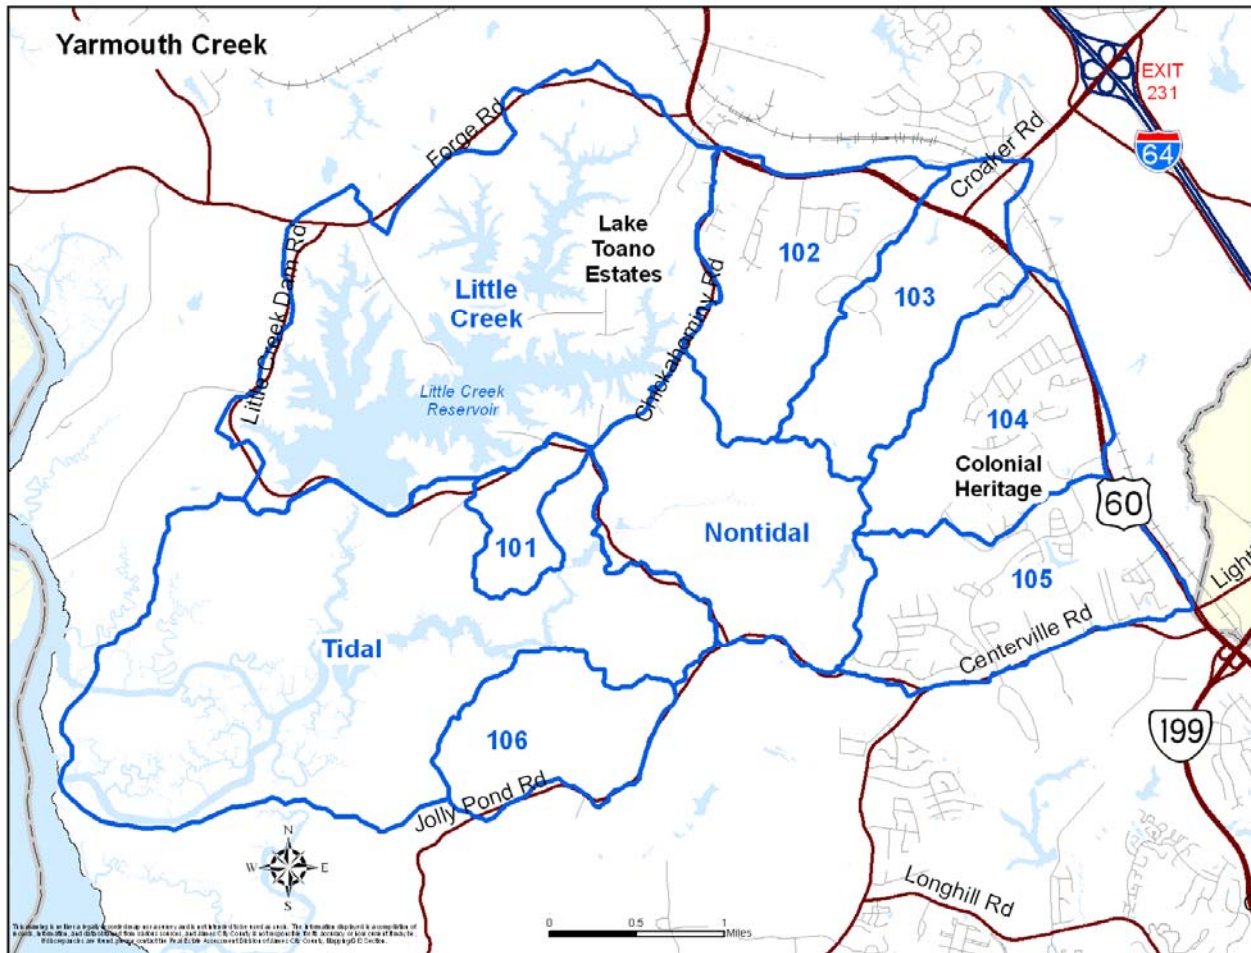 Yarmouth Creek
EXIT
231
64
Croaker Rd
Forge Rd
Lake
Toano
Estates
102
103
Little
Creek
Little Creek Dam Rd
Chickahominy Rd
Little Creek
Reservoir
104
Colonial
Heritage
60
101
Nontidal
105
Light
Centerville Rd
Tidal
106
199
Jolly Pond Rd
N
W
E
S
Longhill Rd
0
0.5
1
Miles